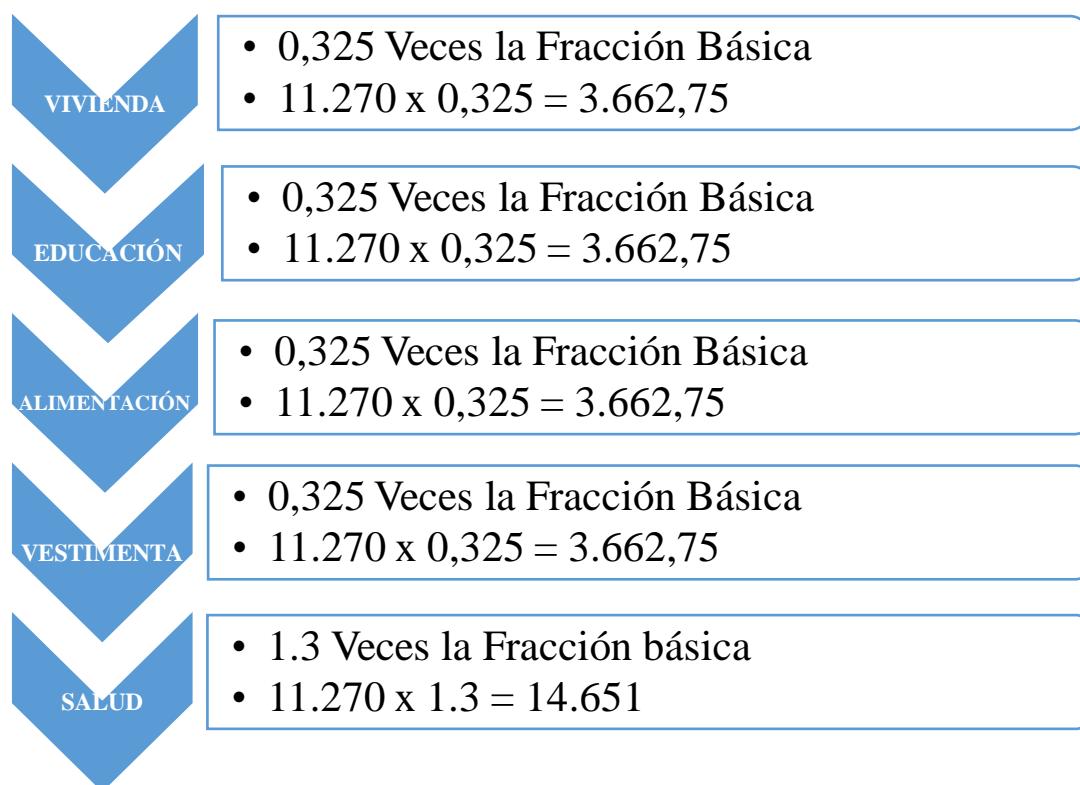 VIVIENDA
• 0,325 Veces la Fracción Básica
• 11.270 x 0,325 = 3.662,75
EDUCACIÓN
• 0,325 Veces la Fracción Básica
• 11.270 x 0,325 = 3.662,75
ALIMENTACIÓN
• 0,325 Veces la Fracción Básica
• 11.270 x 0,325 = 3.662,75
VESTIMENTA
• 0,325 Veces la Fracción Básica
• 11.270 x 0,325 = 3.662,75
SALUD
• 1.3 Veces la Fracción básica
• 11.270 x 1.3 = 14.651